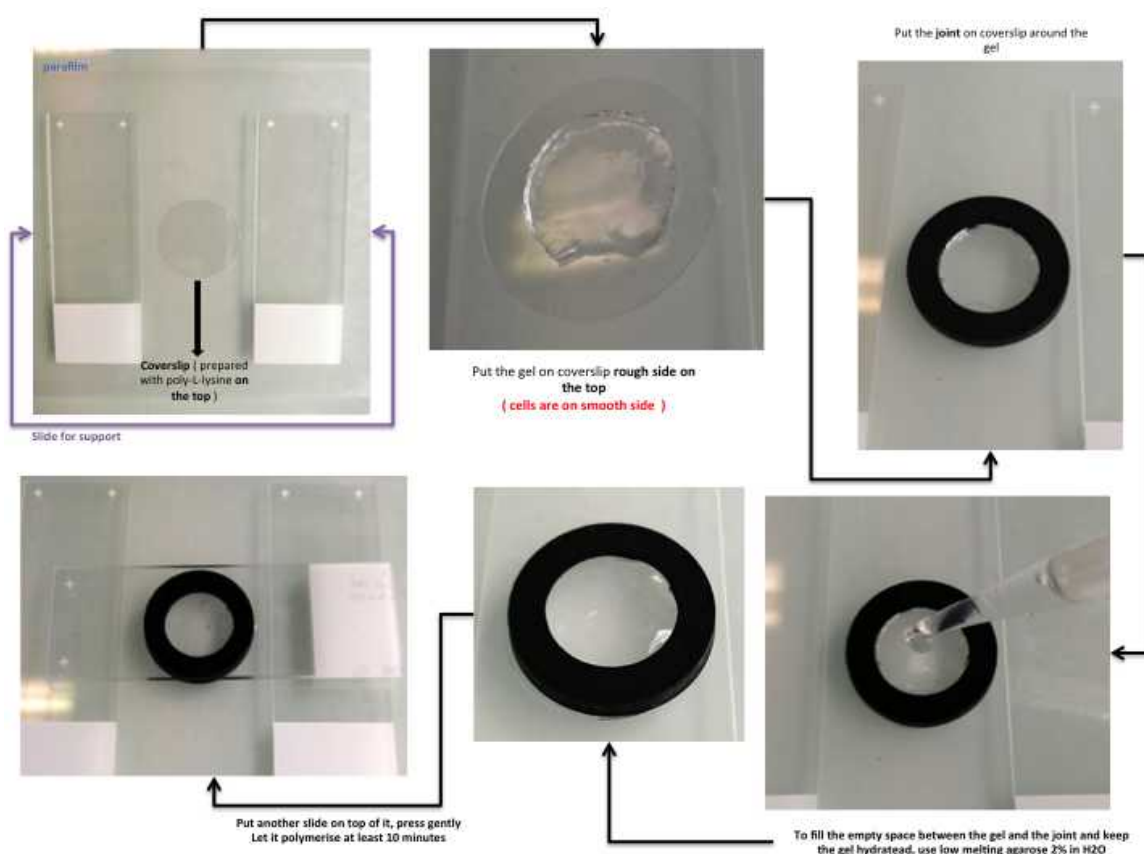 parafilm
Coverslip ( prepared
with poly-L-lysine on
the top )
Slide for support
Put the gel on coverslip rough side on
the top
( cells are on smooth side )
Put the joint on coverslip around the
gel
To fill the empty space between the gel and the joint and keep
the gel hydratead, use low melting agarose 2% in H2O
Put another slide on top of it, press gently
Let it polymerise at least 10 minutes